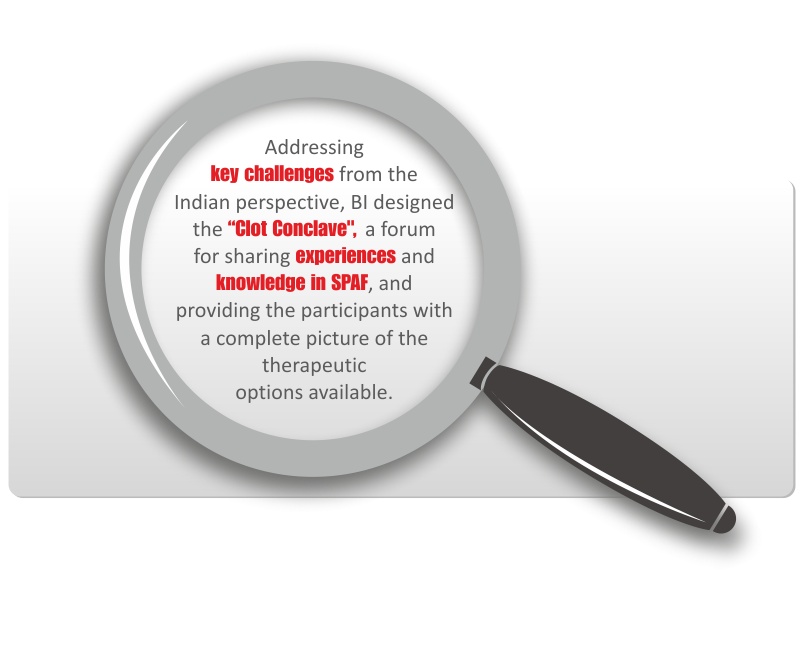 Addressing
key challenges from the
Indian perspective, BI designed
the “Clot Conclave", a forum
for sharing experiences and
knowledge in SPAF, and
providing the participants with
a complete picture of the
therapeutic
options available.